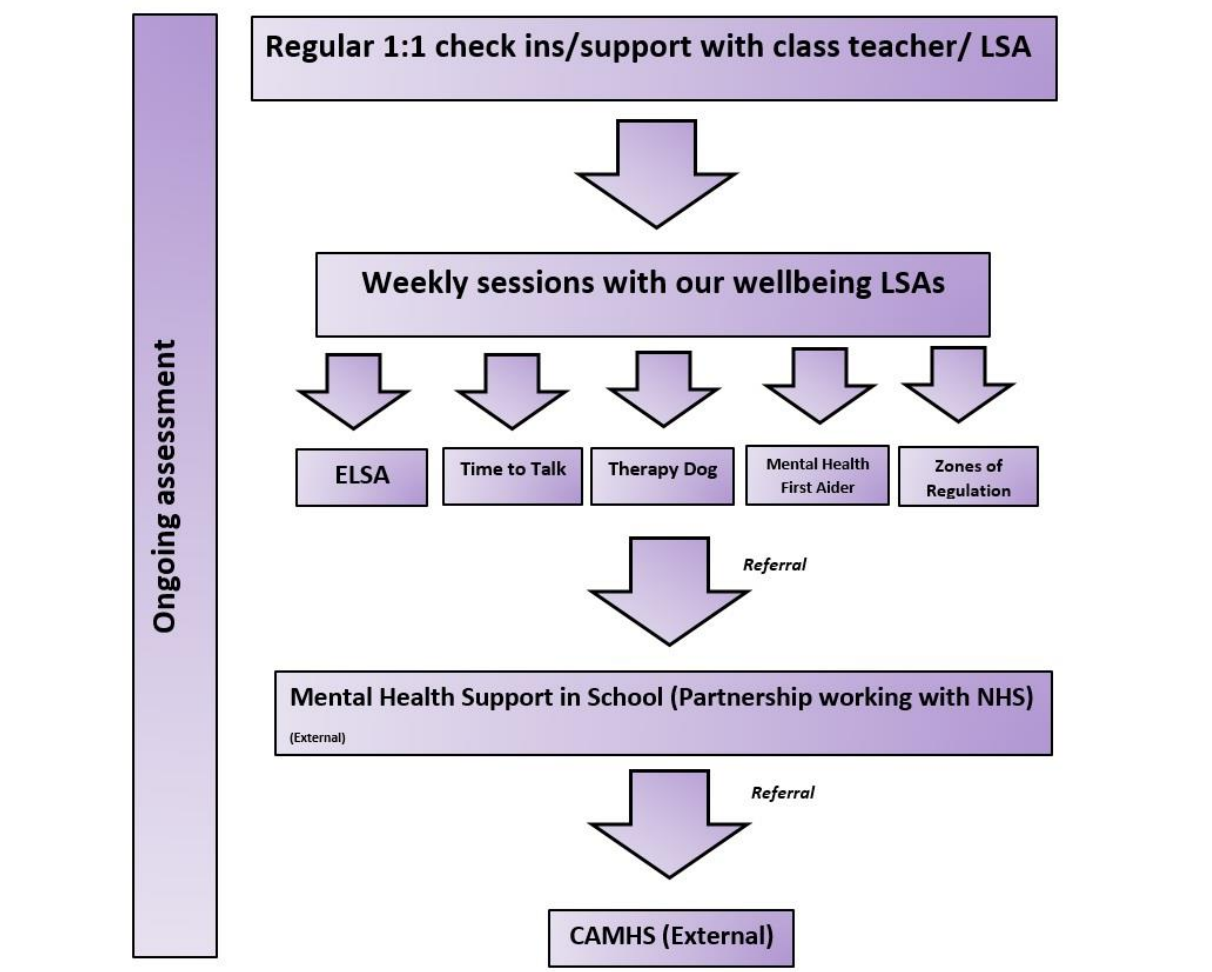 Ongoing assessment
Regular 1:1 check ins/support with class teacher/ LSA
Weekly sessions with our wellbeing LSAs
ELSA
Time to Talk
Therapy Dog
Mental Health
First Aider
Zones of
Regulation
Referral
Mental Health Support in School (Partnership working with NHS)
(External)
Referral
CAMHS (External)